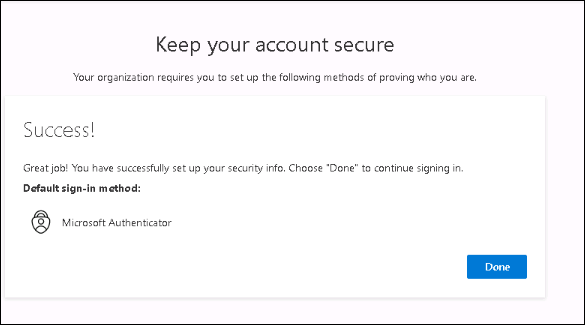 Keep your account secure
Your organization requires you to set up the following methods of proving who you are.
Success!
Great job! You have successfully set up your security info. Choose "Done" to continue signing in.
Default sign-in method:
Microsoft Authenticator
Done